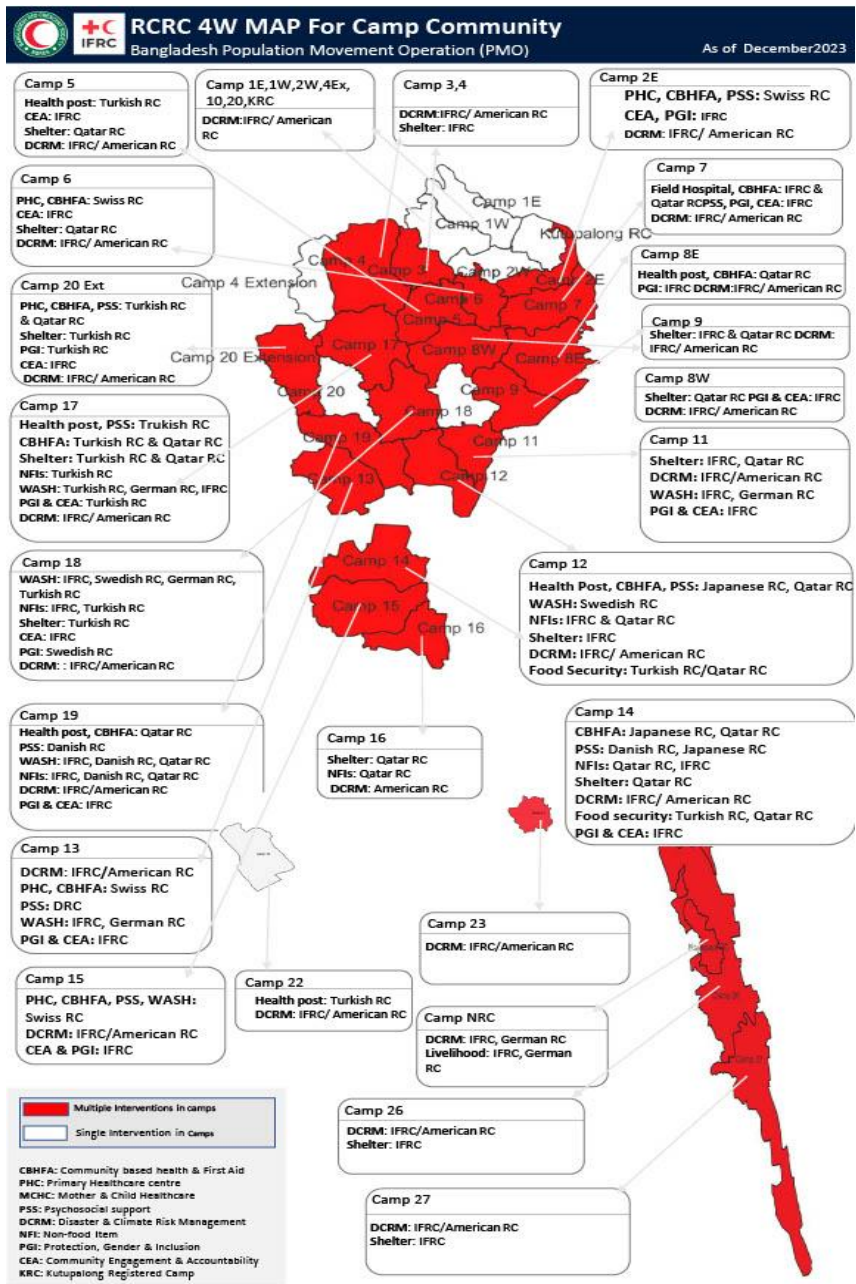 IFRC
RCRC 4W MAP For Camp Community
Bangladesh Population Movement Operation (PMO)
As of December2023
Camp 5
Health post: Turkish RC
CEA: IFRC
Shelter: Qatar RC
DCRM: IFRC/ American RC
Camp 1E,1W,2W,4Ex,
10,20,KRC
DCRM:IFRC/ American
RC
Camp 3,4
DCRM:IFRC/ American RC
Shelter: IFRC
Camp 2E
PHC, CBHFA, PSS: Swiss RC
CEA, PGI: IFRC
DCRM: IFRC/ American RC
Camp 6
PHC, CBHFA: Swiss RC
CEA: IFRC
Shelter: Qatar RC
DCRM: IFRC/ American RC
Camp 7
Field Hospital, CBHFA: IFRC &
Qatar RCPSS, PGI, CEA: IFRC
DCRM: IFRC/ American RC
Camp 8E
Health post, CBHFA: Qatar RC
PGI: IFRC DCRM:IFRC/ American RC
Camp 20 Ext
PHC, CBHFA, PSS: Turkish RC
& Qatar RC
Shelter: Turkish RC
PGI: Turkish RC
CEA: IFRC
DCRM: IFRC/ American RC
Camp 9
Shelter: IFRC & Qatar RC DCRM:
IFRC/ American RC
Camp 8W
Shelter: Qatar RC PGI & CEA: IFRC
DCRM: IFRC/ American RC
Camp 17
Health post, PSS: Trukish RC
CBHFA: Turkish RC & Qatar RC
Shelter: Turkish RC & Qatar RC
NFIs: Turkish RC
WASH: Turkish RC, German RC, IFRC
PGI & CEA: Turkish RC
DCRM: IFRC/ American RC
Camp 11
Shelter: IFRC, Qatar RC
DCRM: IFRC/American RC
WASH: IFRC, German RC
PGI & CEA: IFRC
Camp 1E
Camp 1W
Kutupalong RC
Camp 4
Camp 3
Camp 2W
Camp 2E
Camp 4 Extension
Camp 6
Camp 7
Camp 5
Camp 17
Camp 8W
Camp 8E
Camp 20 Extension
Camp 20
Camp 9
Camp 18
Camp 19
Camp 11
Camp 13
Camp 12
Camp 14
Camp 15
Camp 16
Camp 18
WASH: IFRC, Swedish RC, German RC,
Turkish RC
NFIs: IFRC, Turkish RC
Shelter: Turkish RC
CEA: IFRC
PGI: Swedish RC
DCRM: : IFRC/American RC
Camp 12
Health Post, CBHFA, PSS: Japanese RC, Qatar RC
WASH: Swedish RC
NFIs: IFRC & Qatar RC
Shelter: IFRC
DCRM: IFRC/ American RC
Food Security: Turkish RC/Qatar RC
Camp 19
Health post, CBHFA: Qatar RC
PSS: Danish RC
WASH: IFRC, Danish RC, Qatar RC
NFIs: IFRC, Danish RC, Qatar RC
DCRM: IFRC/American RC
PGI & CEA: IFRC
Camp 16
Shelter: Qatar RC
NFIs: Qatar RC
DCRM: American RC
Camp 14
CBHFA: Japanese RC, Qatar RC
PSS: Danish RC, Japanese RC
NFIs: Qatar RC, IFRC
Shelter: Qatar RC
DCRM: IFRC/ American RC
Food security: Turkish RC, Qatar RC
PGI & CEA: IFRC
Camp 13
DCRM: IFRC/American RC
PHC, CBHFA: Swiss RC
PSS: DRC
WASH: IFRC, German RC
PGI & CEA: IFRC
Camp 23
DCRM: IFRC/American RC
Camp 15
PHC, CBHFA, PSS, WASH:
Swiss RC
DCRM: IFRC/American RC
CEA & PGI: IFRC
Camp 22
Health post: Turkish RC
DCRM: IFRC/ American RC
Camp NRC
DCRM: IFRC, German RC
Livelihood: IFRC, German
RC
Camp 26
DCRM: IFRC/American RC
Shelter: IFRC
Camp 27
DCRM: IFRC/American RC
Shelter: IFRC
Multiple Interventions in camps
Single Intervention in Camps
CBHFA: Community based health & First Aid
PHC: Primary Healthcare centre
MCHC: Mother & Child Healthcare
PSS: Psychosocial support
DCRM: Disaster & Climate Risk Management
NFI: Non-food Item
PGI: Protection, Gender & Inclusion
CEA: Community Engagement & Accountability
KRC: Kutupalong Registered Camp